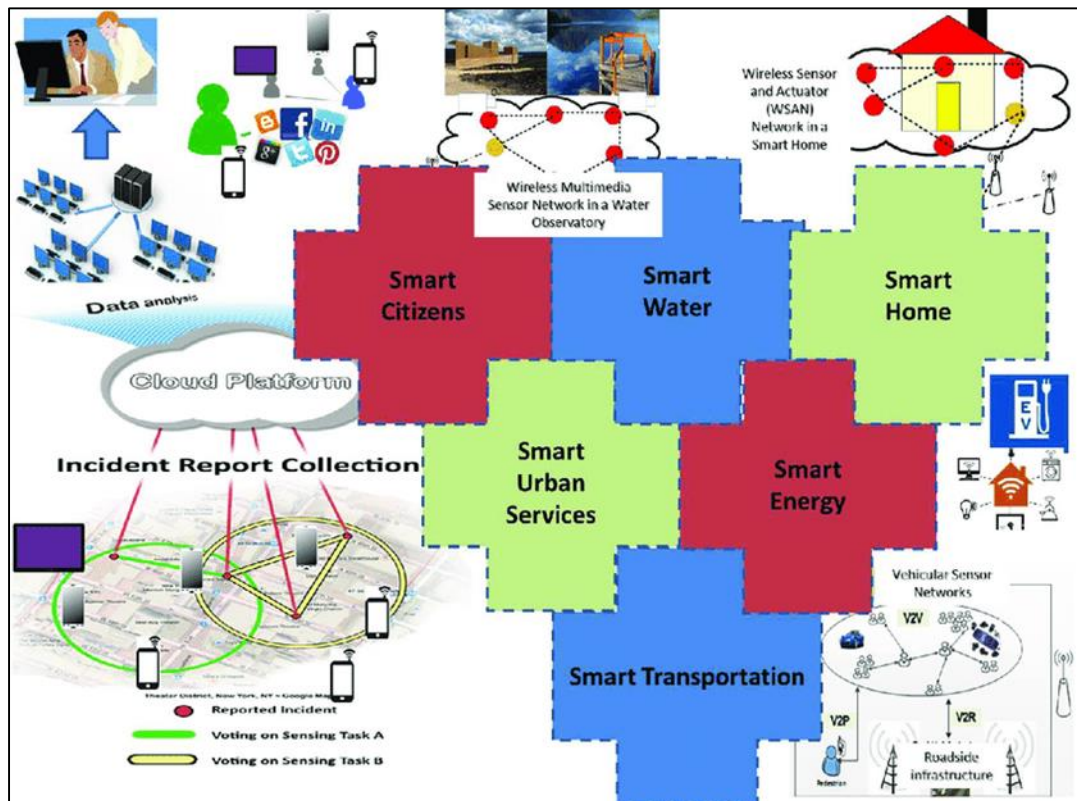 Wireless Sensor
and Actuator
(WSAN)
Network in a
Smart Home
Wireless Multimedia
Sensor Network in a Water
Observatory
Smart
Citizens
Smart
Water
Smart
Home
Data analysis
Cloud Platform
Incident Report Collection
Smart
Urban
Services
Smart
Energy
EV
Smart Transportation
Vehicular Sensor
Networks
V2V
V2P
V2R
Pedestrian
Roadside
infrastructure
Theater District, New York, NY - Google Maps
Reported Incident
Voting on Sensing Task A
Voting on Sensing Task B